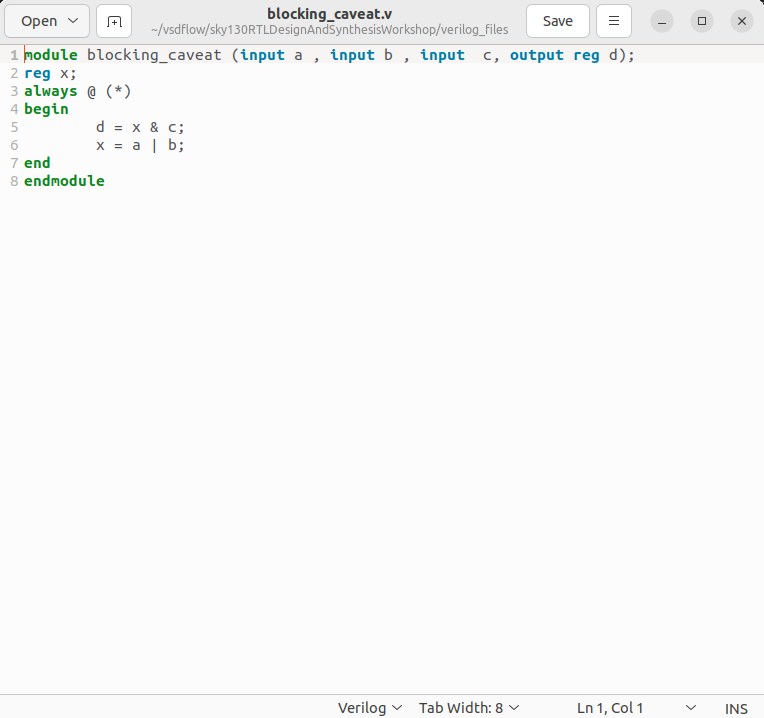 Open
blocking_caveat.v
~/vsdflow/sky130RTLDesignAndSynthesisWorkshop/verilog_files
Save
1 module blocking_caveat (input a , input b , input  c, output reg d);
2 reg x;
3 always @ (*)
4 begin
5         d = x & c;
6         x = a | b;
7 end
8 endmodule
Verilog Tab Width: 8 Ln 1, Col 1 INS